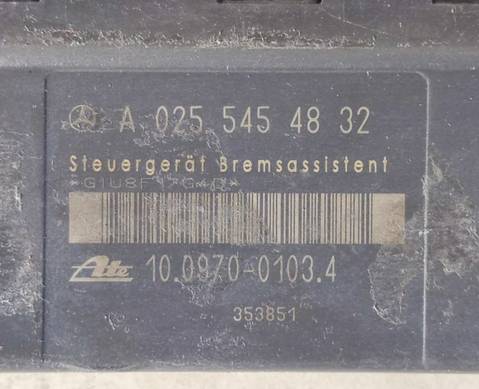 A 025 545 48 32
Steuergerät Bremsassistent
Ate 10.0970-0103.4
353851